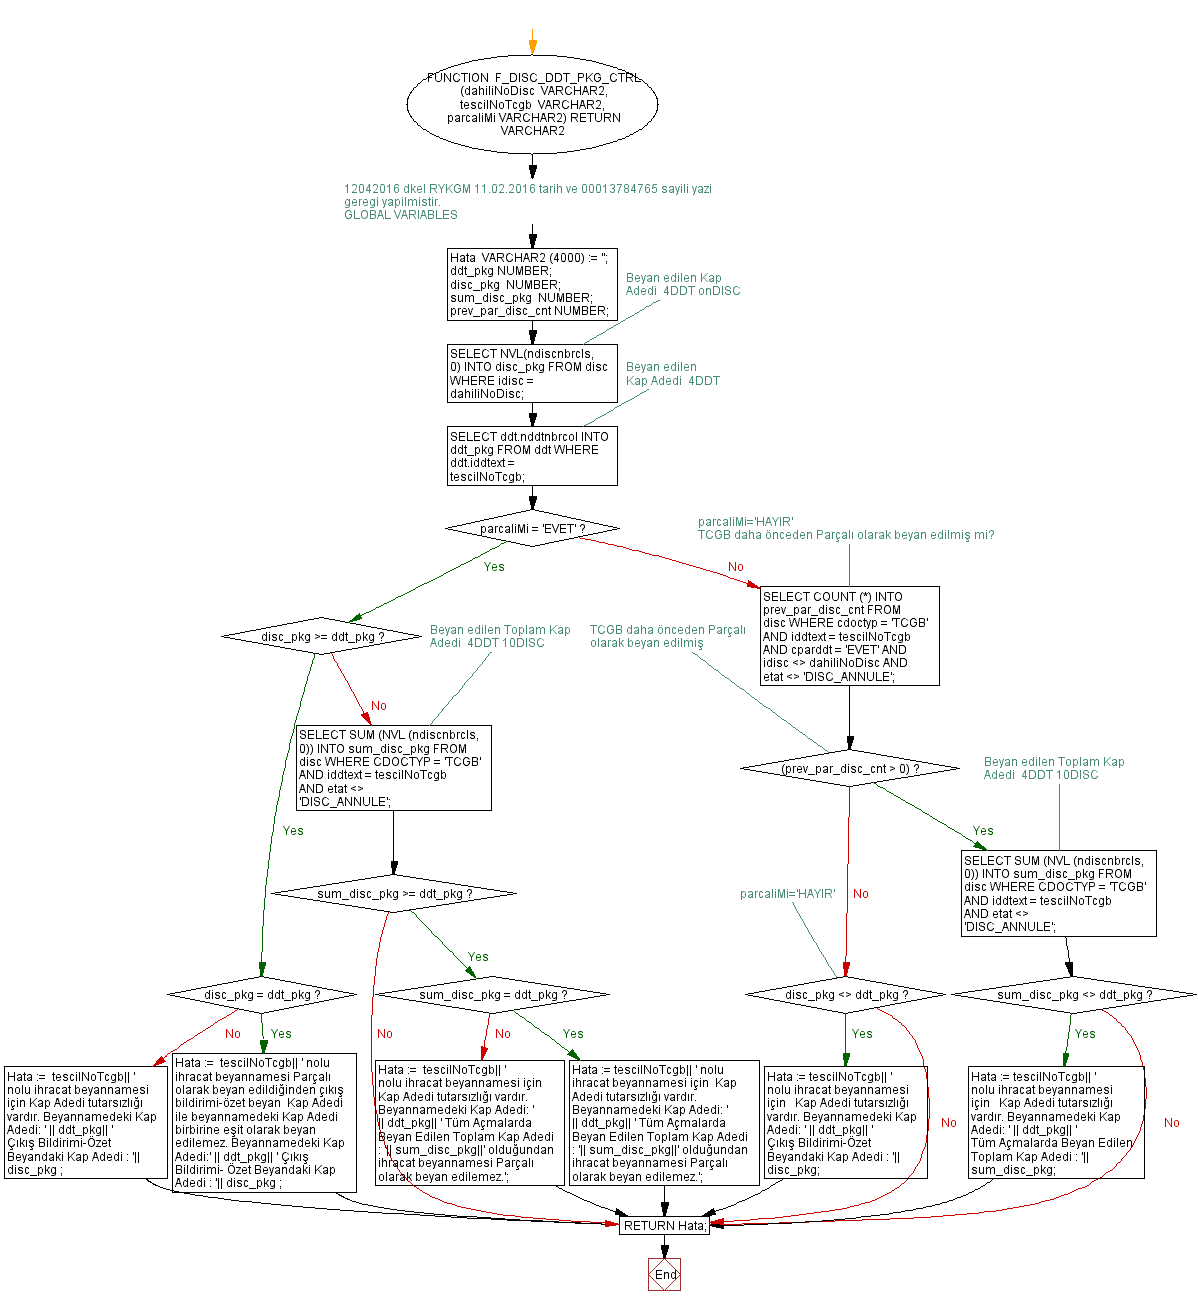 FUNCTION  F_DISC_DDT_PKG_CTRL
(dahiliNoDisc  VARCHAR2,
tescilNoTcgb  VARCHAR2,
parcaliMi VARCHAR2) RETURN
VARCHAR2
12042016 dkel RYKGM 11.02.2016 tarih ve 00013784765 sayili yazi
geregi yapilmistir.
GLOBAL VARIABLES
Hata  VARCHAR2 (4000) := '';
ddt_pkg NUMBER;
disc_pkg  NUMBER;
sum_disc_pkg  NUMBER;
prev_par_disc_cnt NUMBER;
Beyan edilen Kap
Adedi  4DDT onDISC
SELECT NVL(ndiscnbrcls,
0) INTO disc_pkg FROM disc
WHERE idisc =
dahiliNoDisc;
Beyan edilen
Kap Adedi  4DDT
SELECT ddt.nddtnbrcol INTO
ddt_pkg FROM ddt WHERE
ddt.iddtext =
tescilNoTcgb;
parcaliMi = 'EVET' ?
parcaliMi='HAYIR'
TCGB daha önceden Parçalı olarak beyan edilmiş mi?
Yes
No
SELECT COUNT (*) INTO
prev_par_disc_cnt FROM
disc WHERE cdoctyp = 'TCGB'
AND iddtext = tescilNoTcgb
AND cparddt = 'EVET' AND
idisc <> dahiliNoDisc AND
etat <> 'DISC_ANNULE';
disc_pkg >= ddt_pkg ?
Beyan edilen Toplam Kap
Adedi  4DDT 10DISC
TCGB daha önceden Parçalı
olarak beyan edilmiş
No
SELECT SUM (NVL (ndiscnbrcls,
0)) INTO sum_disc_pkg FROM
disc WHERE CDOCTYP = 'TCGB'
AND iddtext = tescilNoTcgb
AND etat <>
'DISC_ANNULE';
(prev_par_disc_cnt > 0) ?
Beyan edilen Toplam Kap
Adedi  4DDT 10DISC
Yes
Yes
SELECT SUM (NVL (ndiscnbrcls,
0)) INTO sum_disc_pkg FROM
disc WHERE CDOCTYP = 'TCGB'
AND iddtext = tescilNoTcgb
AND etat <>
'DISC_ANNULE';
sum_disc_pkg >= ddt_pkg ?
parcaliMi='HAYIR'
No
Yes
disc_pkg = ddt_pkg ?
sum_disc_pkg = ddt_pkg ?
disc_pkg <> ddt_pkg ?
sum_disc_pkg <> ddt_pkg ?
No
Yes
No
No
Yes
Yes
Yes
Hata :=  tescilNoTcgb|| '
nolu ihracat beyannamesi
için Kap Adedi tutarsızlığı
vardır. Beyannamedeki Kap
Adedi: ' || ddt_pkg|| '
Çıkış Bildirimi-Özet
Beyandaki Kap Adedi : '||
disc_pkg ;
Hata :=  tescilNoTcgb|| ' nolu
ihracat beyannamesi Parçalı
olarak beyan edildiğinden çıkış
bildirimi-özet beyan  Kap Adedi
ile beyannamedeki Kap Adedi
birbirine eşit olarak beyan
edilemez. Beyannamedeki Kap
Adedi:' || ddt_pkg|| ' Çıkış
Bildirimi- Özet Beyandaki Kap
Adedi : '|| disc_pkg ;
Hata :=  tescilNoTcgb|| '
nolu ihracat beyannamesi için
Kap Adedi tutarsızlığı vardır.
Beyannamedeki Kap Adedi: '
|| ddt_pkg|| ' Tüm Açmalarda
Beyan Edilen Toplam Kap Adedi
: '|| sum_disc_pkg||' olduğundan
ihracat beyannamesi Parçalı
olarak beyan edilemez.';
Hata := tescilNoTcgb|| ' nolu
ihracat beyannamesi için  Kap
Adedi tutarsızlığı vardır.
Beyannamedeki Kap Adedi: '
|| ddt_pkg|| ' Tüm Açmalarda
Beyan Edilen Toplam Kap Adedi
: '|| sum_disc_pkg||' olduğundan
ihracat beyannamesi Parçalı
olarak beyan edilemez.';
Hata := tescilNoTcgb|| '
nolu ihracat beyannamesi
için   Kap Adedi tutarsızlığı
vardır. Beyannamedeki Kap
Adedi: ' || ddt_pkg|| '
Çıkış Bildirimi-Özet
Beyandaki Kap Adedi : '||
disc_pkg;
No
Hata := tescilNoTcgb|| '
nolu ihracat beyannamesi
için   Kap Adedi tutarsızlığı
vardır. Beyannamedeki Kap
Adedi: ' || ddt_pkg|| '
Tüm Açmalarda Beyan Edilen
Toplam Kap Adedi : '||
sum_disc_pkg;
No
RETURN Hata;
End